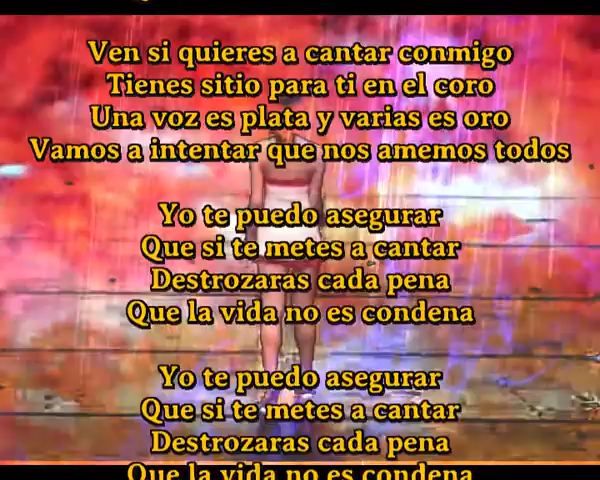 Ven si quieres a cantar conmigo
Tienes sitio para ti en el coro
Una voz es plata y varias es oro
Vamos a intentar que nos amemos todos
Yo te puedo asegurar
Que si te metes a cantar
Destrozaras cada pena
Que la vida no es condena
Yo te puedo asegurar
Que si te metes a cantar
Destrozaras cada pena
Que la vida no es condena